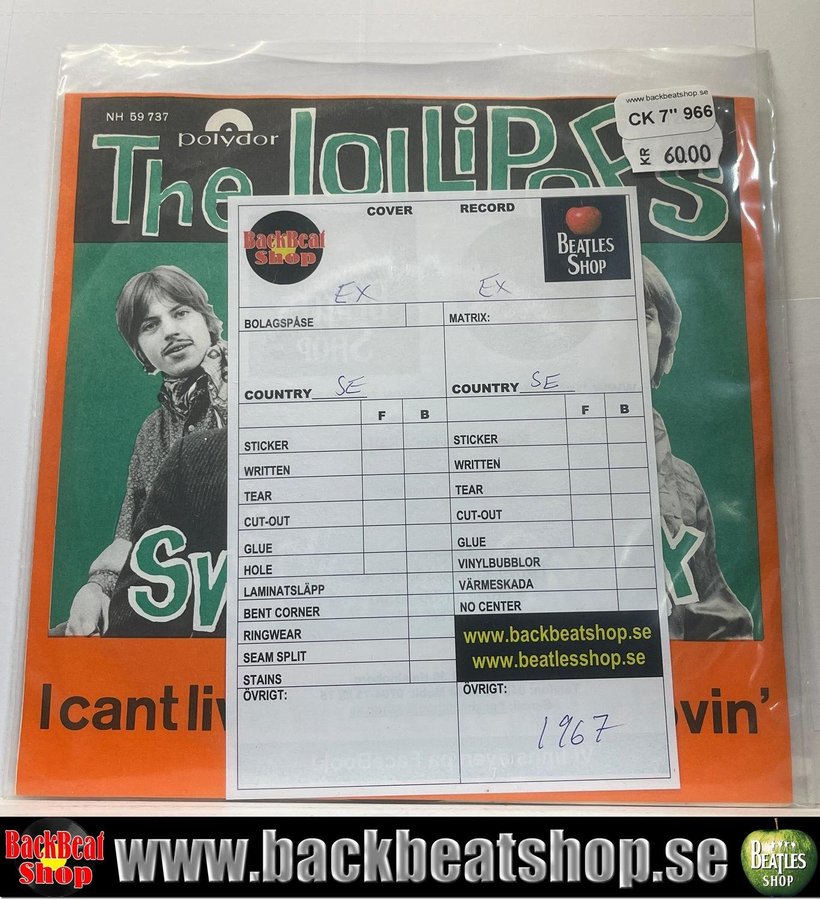 www.backbeatshop.se
CK 7" 966
KR 60.00
NH 59 737
polydor
The LOLLiPOPS
COVER RECORD
BackBeat
Shop
BEATLES
SHOP
EX EX
BOLAGSPÅSE MATRIX:
COUNTRY SE COUNTRY SE
F B F B
STICKER STICKER
WRITTEN WRITTEN
TEAR TEAR
CUT-OUT CUT-OUT
GLUE GLUE
HOLE VINYLBUBBLOR
LAMINATSLÄPP VÄRMESKADA
BENT CORNER NO CENTER
RINGWEAR
SEAM SPLIT
STAINS
www.backbeatshop.se
www.beatlesshop.se
ÖVRIGT: ÖVRIGT:
1967
I cant
BackBeat
Shop
www.backbeatshop.se
BEATLES
SHOP